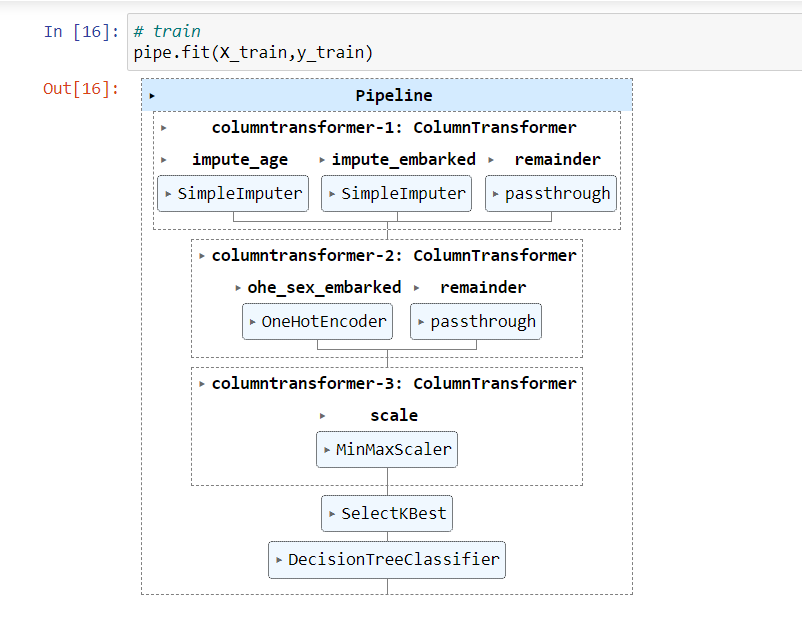 In [16]: # train
pipe.fit(X_train,y_train)
Out[16]:
Pipeline
columntransformer-1: ColumnTransformer
impute_age impute_embarked remainder
SimpleImputer SimpleImputer passthrough
columntransformer-2: ColumnTransformer
ohe_sex_embarked remainder
OneHotEncoder passthrough
columntransformer-3: ColumnTransformer
scale
MinMaxScaler
SelectKBest
DecisionTreeClassifier